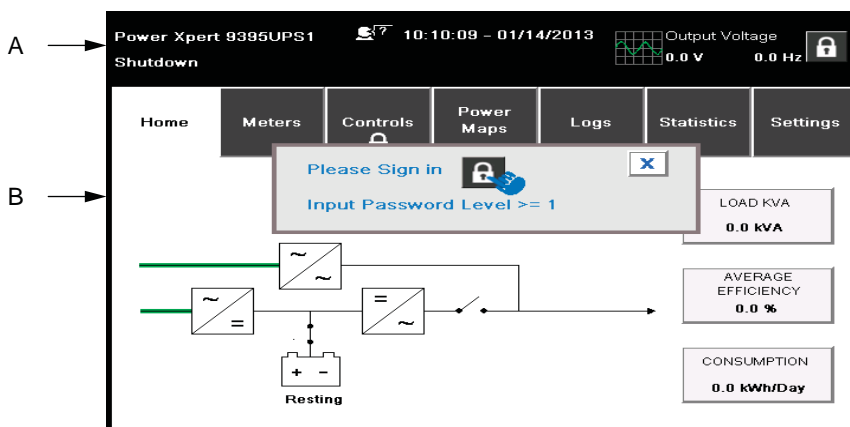 A
Power Xpert 9395UPS1
10:10:09 - 01/14/2013
Output Voltage
Shutdown
0.0 V 0.0 Hz
Home
Meters
Controls
Power
Maps
Logs
Statistics
Settings
B
Please Sign in
X
Input Password Level >= 1
LOAD KVA
0.0 kVA
AVERAGE
EFFICIENCY
0.0 %
CONSUMPTION
0.0 kWh/Day
~
~
~
=
=
~
+ -
Resting